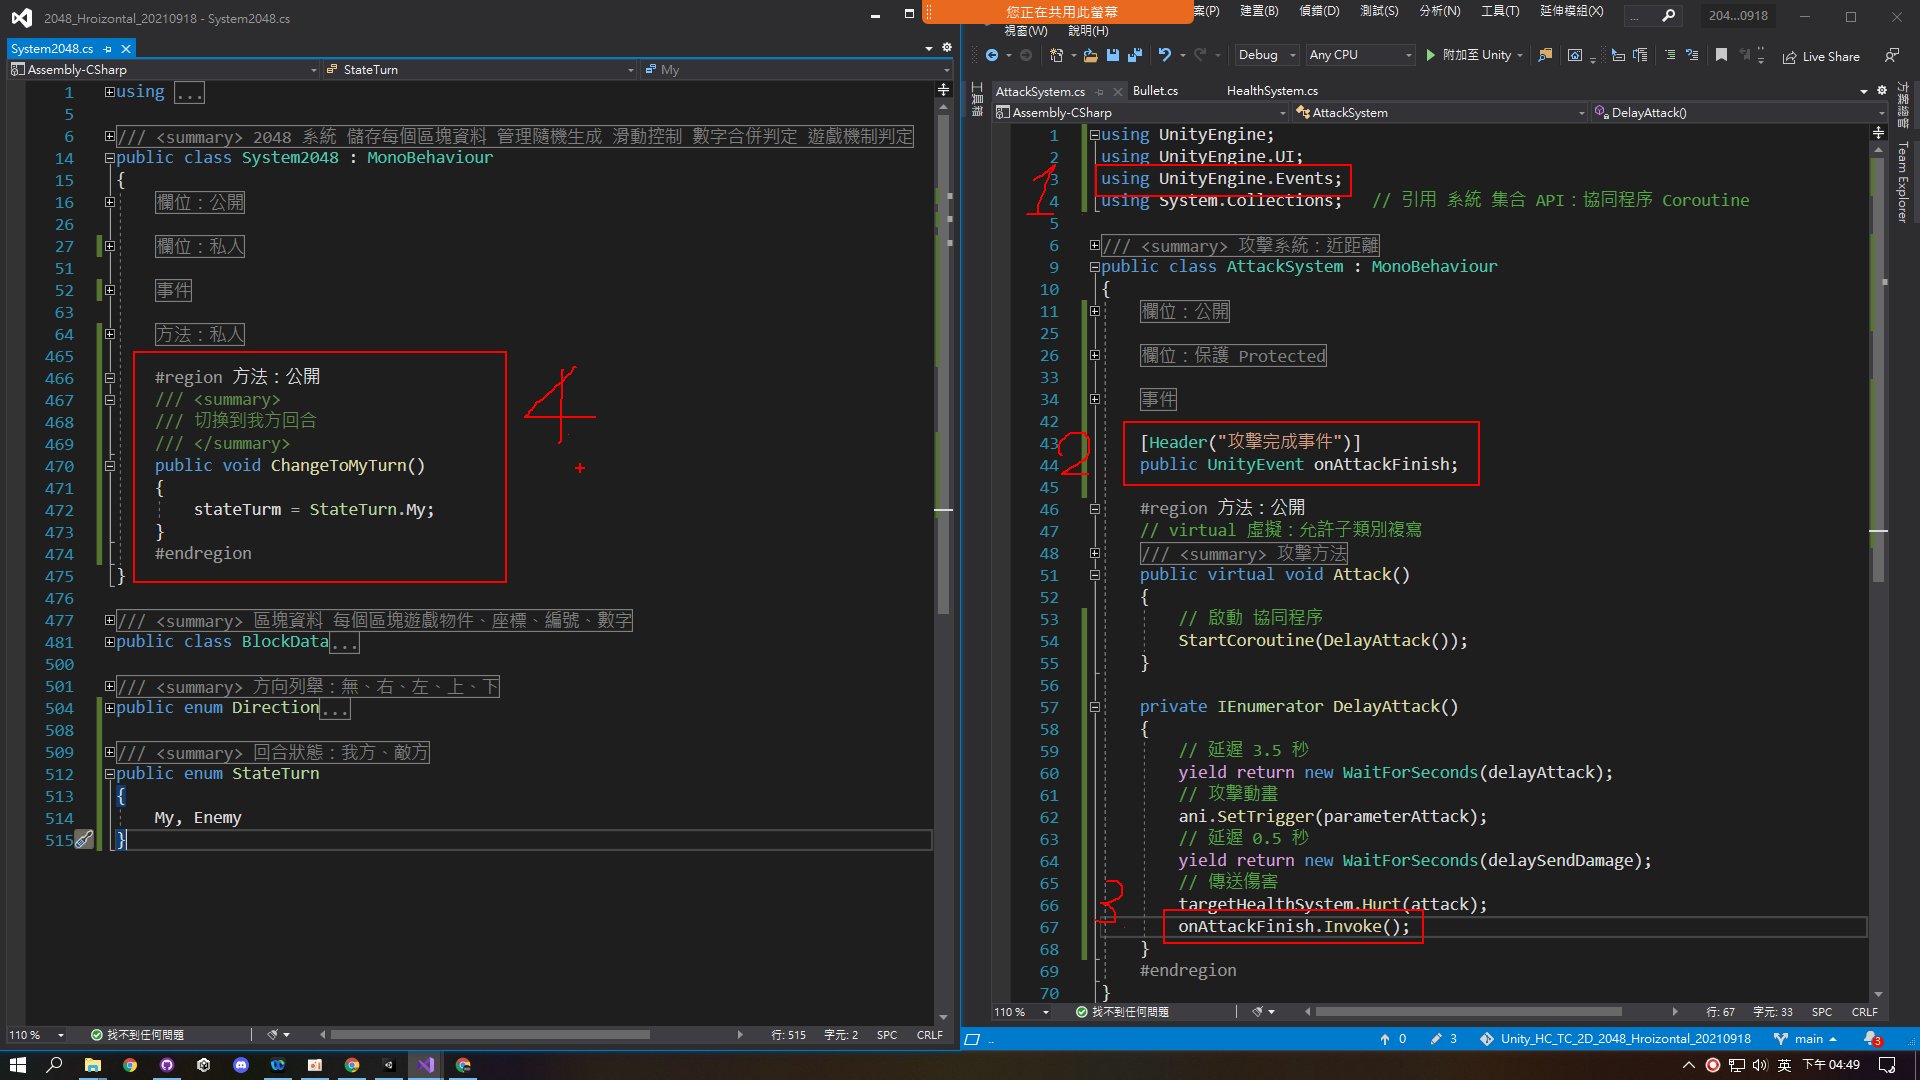 2048_Hroizontal_20210918 - System2048.cs
您正在共用此螢幕
案(P) 建置(B) 偵錯(D) 測試(S) 分析(N) 工具(T) 延伸模組(X)
視窗(W) 說明(H)
... 204...0918
Debug Any CPU 附加至 Unity Live Share
System2048.cs
Assembly-CSharp StateTurn My
1 using ...
5
6 /// <summary> 2048 系統 儲存每個區塊資料 管理隨機生成 滑動控制 數字合併判定 遊戲機制判定
14 public class System2048 : MonoBehaviour
15 {
16 欄位：公開
26
27 欄位：私人
51
52 事件
63
64 方法：私人
465
466 #region 方法：公開
467 /// <summary>
468 /// 切換到我方回合
469 /// </summary>
470 public void ChangeToMyTurn()
471 {
472 stateTurm = StateTurn.My;
473 }
474 #endregion
475 }
476
477 /// <summary> 區塊資料 每個區塊遊戲物件、座標、編號、數字
481 public class BlockData...
500
501 /// <summary> 方向列舉：無、右、左、上、下
504 public enum Direction...
508
509 /// <summary> 回合狀態：我方、敵方
512 public enum StateTurn
513 {
514 My, Enemy
515 }
4
110 % 找不到任何問題 行: 515 字元: 2 SPC CRLF
工具箱
AttackSystem.cs Bullet.cs HealthSystem.cs
Assembly-CSharp AttackSystem DelayAttack()
1 using UnityEngine;
2 using UnityEngine.UI;
3 using UnityEngine.Events;
4 using System.Collections; // 引用 系統 集合 API：協同程序 Coroutine
5
6 /// <summary> 攻擊系統：近距離
9 public class AttackSystem : MonoBehaviour
10 {
11 欄位：公開
25
26 欄位：保護 Protected
33
34 事件
42
43 [Header("攻擊完成事件")]
44 public UnityEvent onAttackFinish;
45
46 #region 方法：公開
47 // virtual 虛擬：允許子類別複寫
48 /// <summary> 攻擊方法
51 public virtual void Attack()
52 {
53 // 啟動 協同程序
54 StartCoroutine(DelayAttack());
55 }
56
57 private IEnumerator DelayAttack()
58 {
59 // 延遲 3.5 秒
60 yield return new WaitForSeconds(delayAttack);
61 // 攻擊動畫
62 ani.SetTrigger(parameterAttack);
63 // 延遲 0.5 秒
64 yield return new WaitForSeconds(delaySendDamage);
65 // 傳送傷害
66 targetHealthSystem.Hurt(attack);
67 onAttackFinish.Invoke();
68 }
69 #endregion
70 }
1
2
3
方案總管
Team Explorer
110 % 找不到任何問題 行: 67 字元: 33 SPC CRLF
0 3 Unity_HC_TC_2D_2048_Hroizontal_20210918 main 3
英 下午 04:49